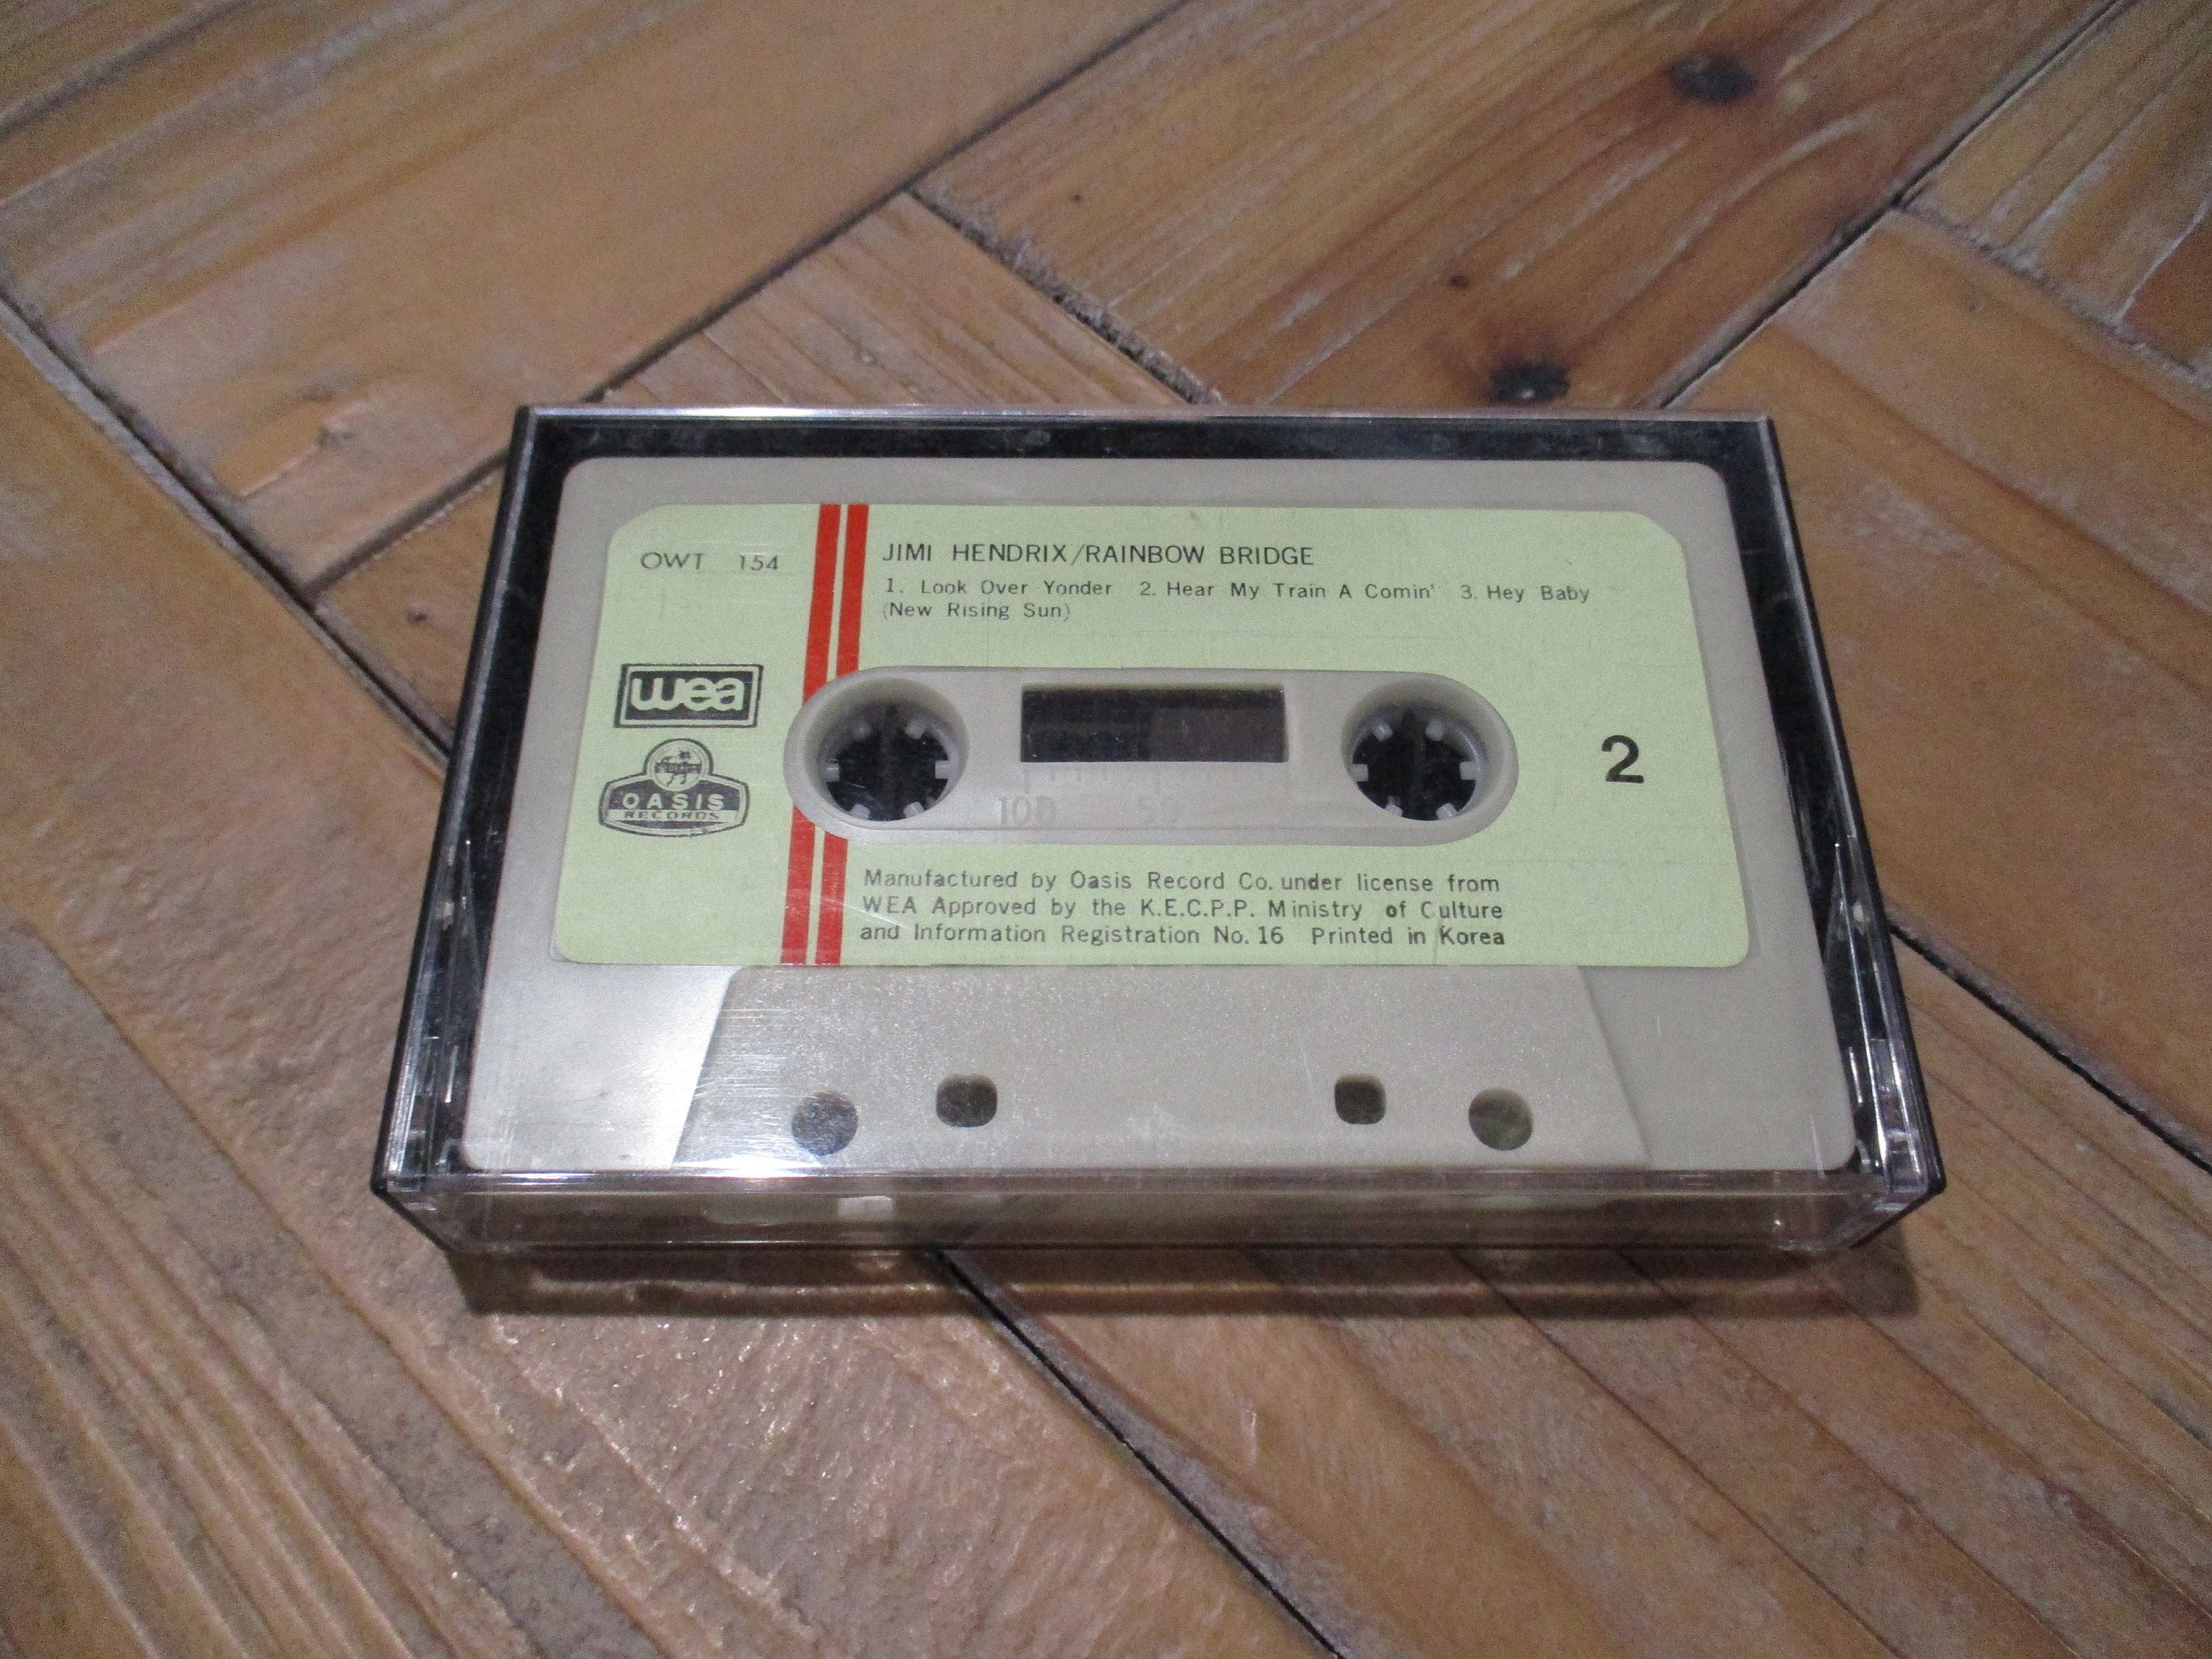 OWT 154
JIMI HENDRIX/RAINBOW BRIDGE
1. Look Over Yonder 2. Hear My Train A Comin' 3. Hey Baby
(New Rising Sun)
wea
OASIS
RECORDS
2
100 50
Manufactured by Oasis Record Co. under license from
WEA Approved by the K.E.C.P.P. Ministry of Culture
and Information Registration No. 16 Printed in Korea